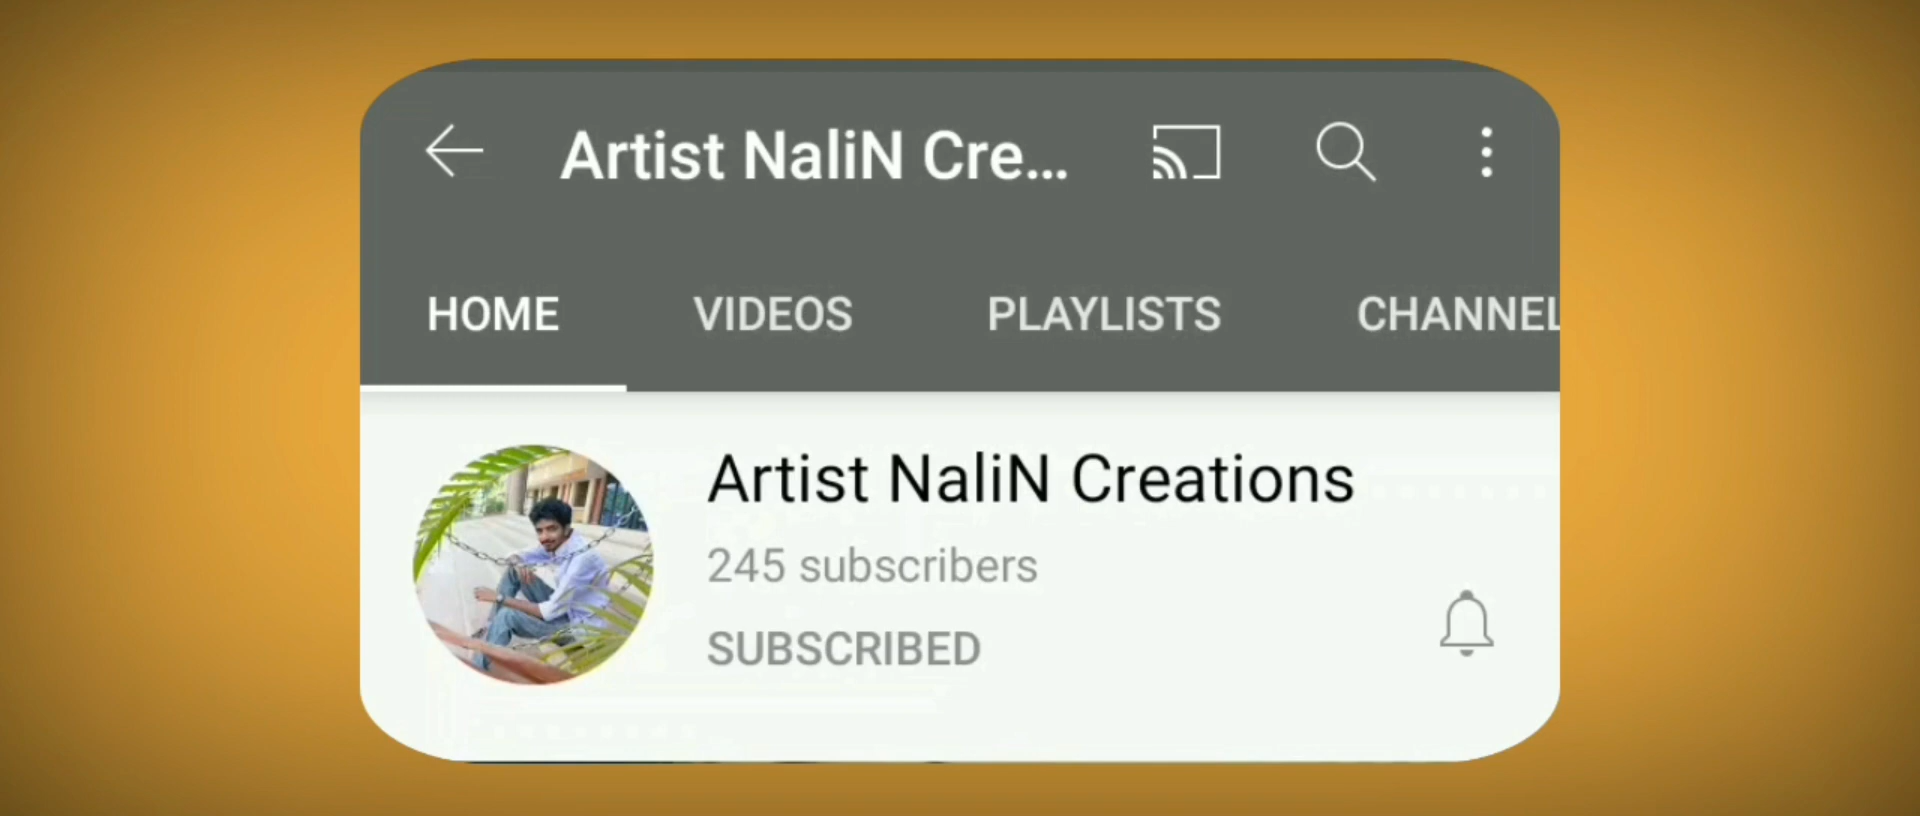 Artist NaliN Cre...
HOME VIDEOS PLAYLISTS CHANNEL
Artist NaliN Creations
245 subscribers
SUBSCRIBED